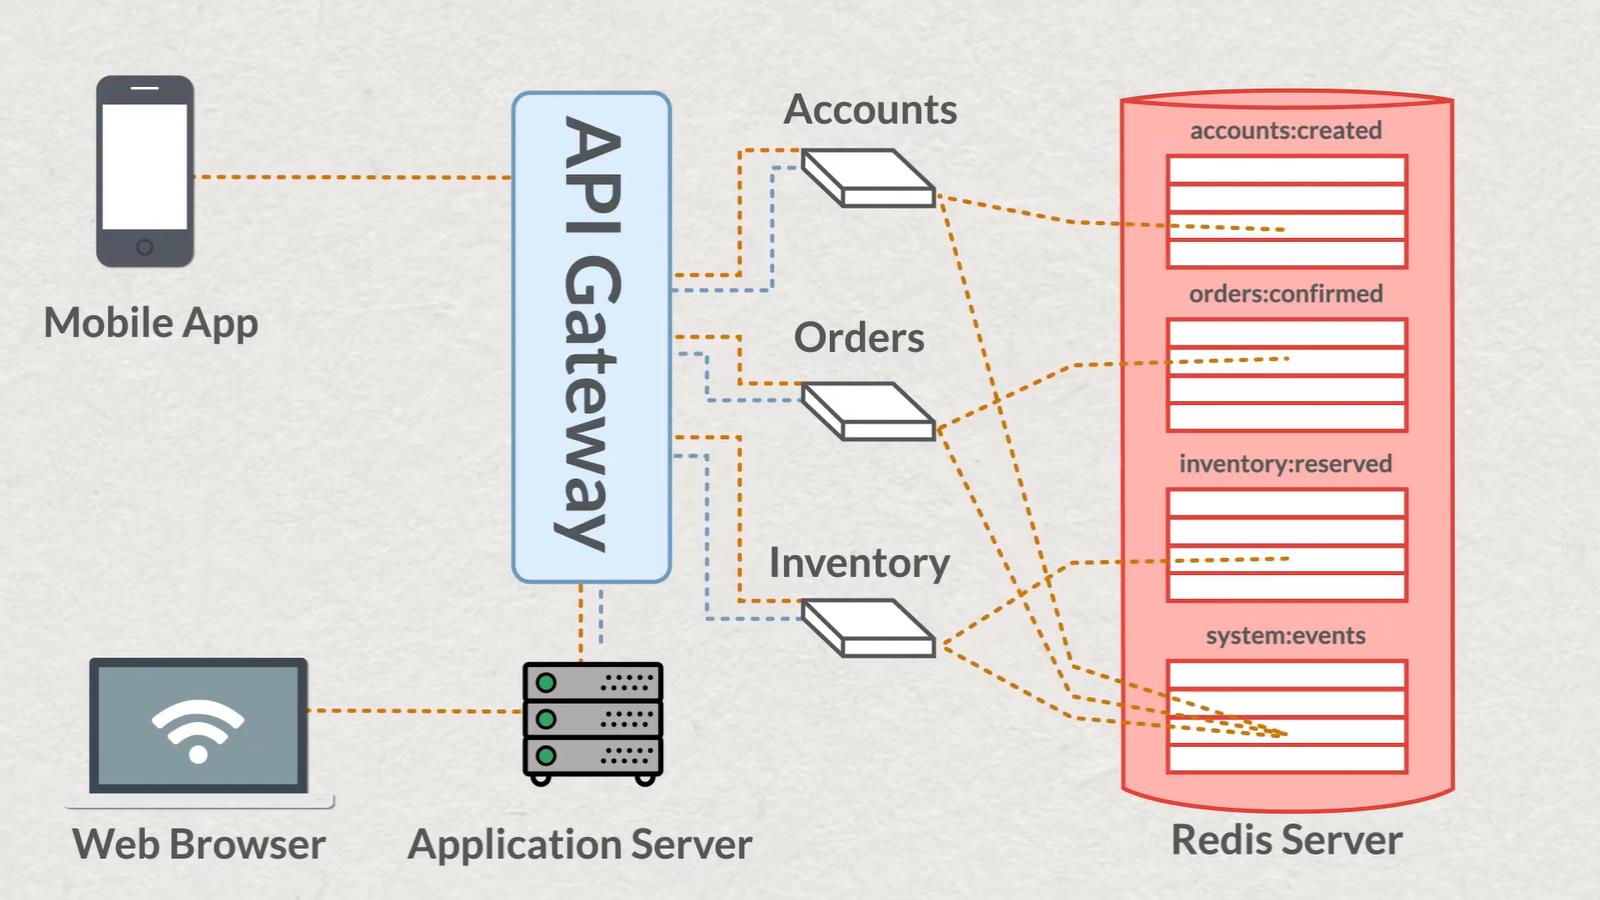 Mobile App
Web Browser
API Gateway
Application Server
Accounts
Orders
Inventory
accounts:created
orders:confirmed
inventory:reserved
system:events
Redis Server